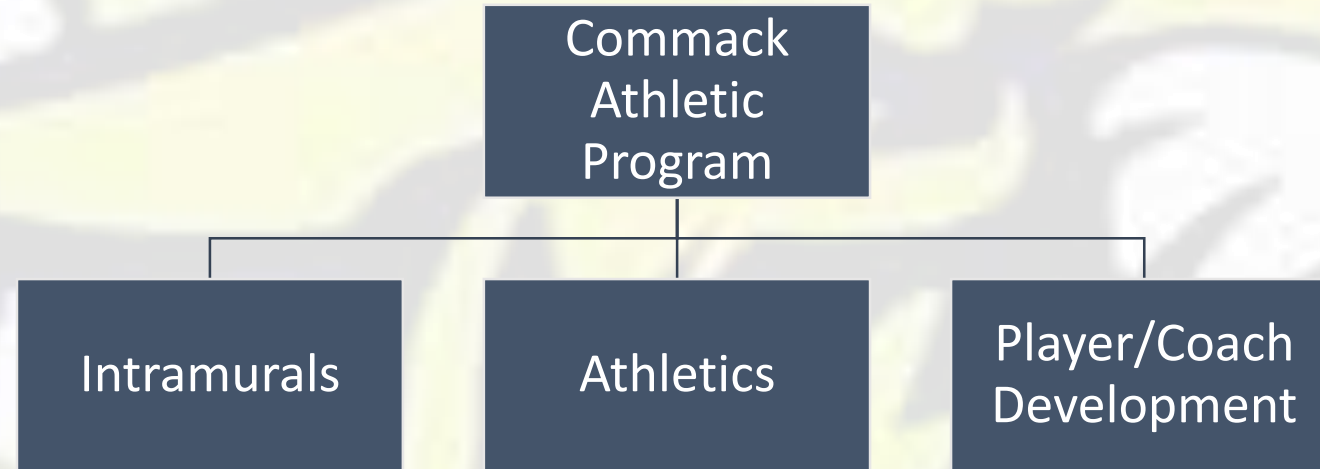 Commack
Athletic
Program
Intramurals
Athletics
Player/Coach
Development